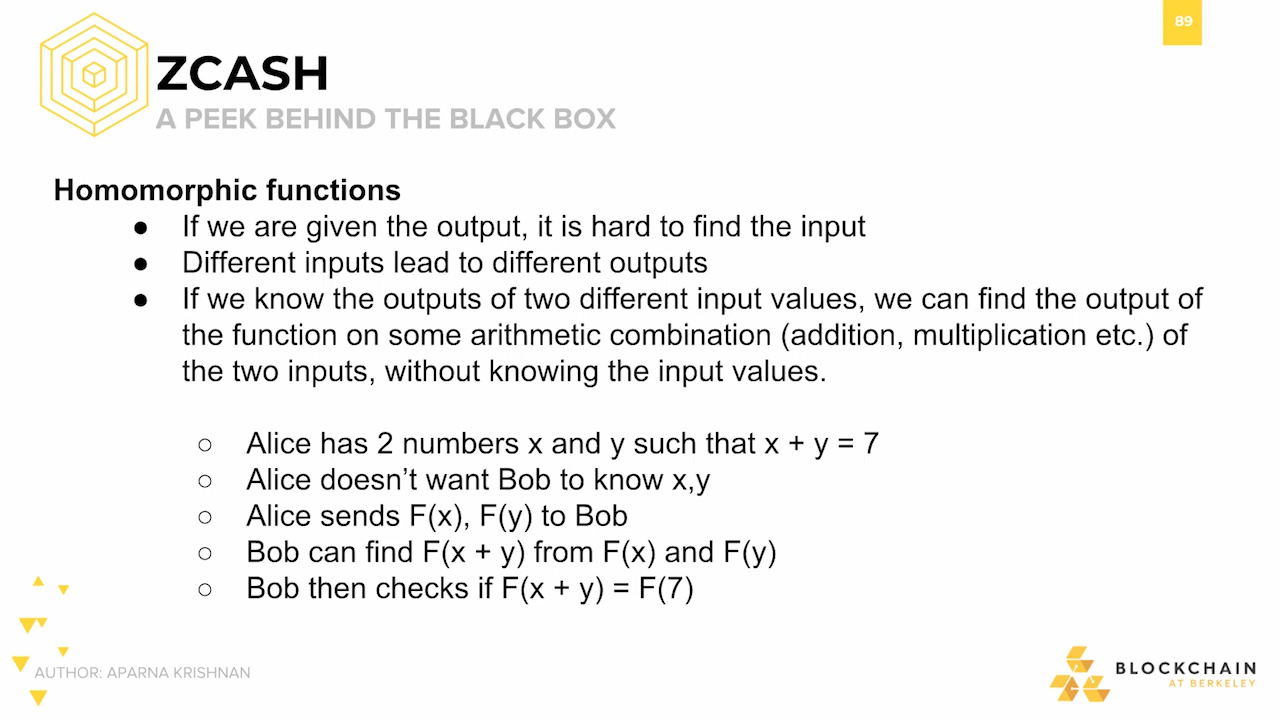 89
ZCASH
A PEEK BEHIND THE BLACK BOX
Homomorphic functions
● If we are given the output, it is hard to find the input
● Different inputs lead to different outputs
● If we know the outputs of two different input values, we can find the output of
the function on some arithmetic combination (addition, multiplication etc.) of
the two inputs, without knowing the input values.
○ Alice has 2 numbers x and y such that x + y = 7
○ Alice doesn’t want Bob to know x,y
○ Alice sends F(x), F(y) to Bob
○ Bob can find F(x + y) from F(x) and F(y)
○ Bob then checks if F(x + y) = F(7)
AUTHOR: APARNA KRISHNAN
BLOCKCHAIN
AT BERKELEY